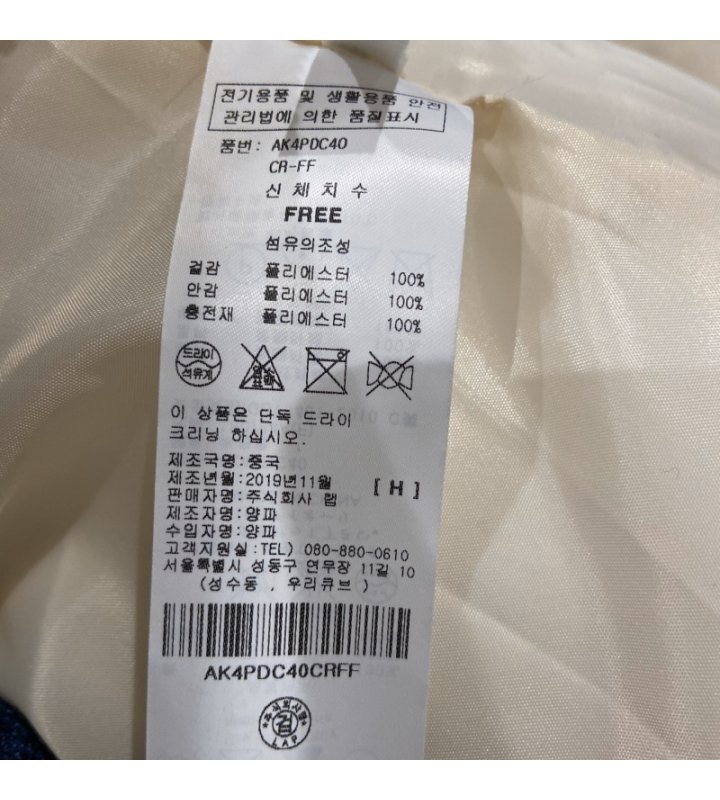 전기용품 및 생활용품 안전
관리법에 의한 품질표시
품번: AK4PDC40
CR-FF
신 체 치 수
FREE
섬유의조성
겉감 폴리에스터 100%
안감 폴리에스터 100%
충전재 폴리에스터 100%
드라이
석유계
염소
표백
이 상품은 단독 드라이
크리닝 하십시오.
제조국명:중국
제조년월:2019년11월 [ H ]
판매자명:주식회사 랩
제조자명:양파
수입자명:양파
고객지원실:TEL) 080-880-0610
서울특별시 성동구 연무장 11길 10
(성수동 , 우리큐브 )
AK4PDC40CRFF
LAP